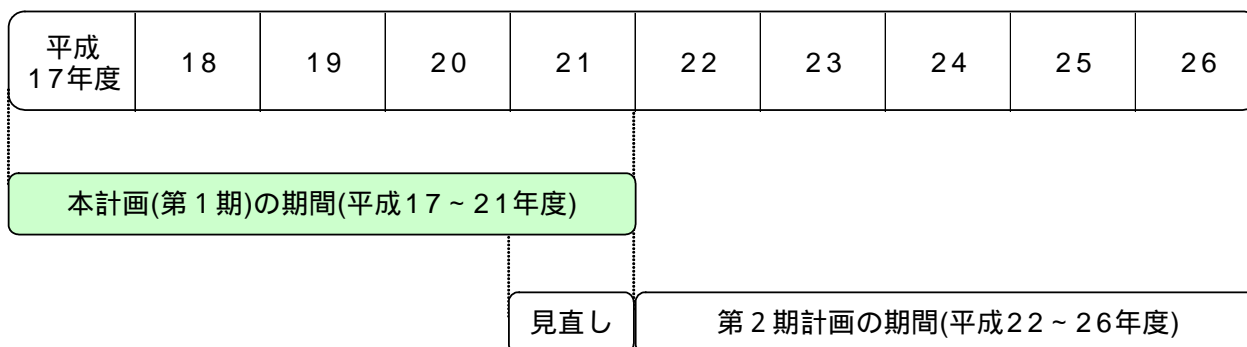 平成
17年度 18 19 20 21 22 23 24 25 26
本計画(第1期)の期間(平成17~21年度)
見直し 第2期計画の期間(平成22~26年度)